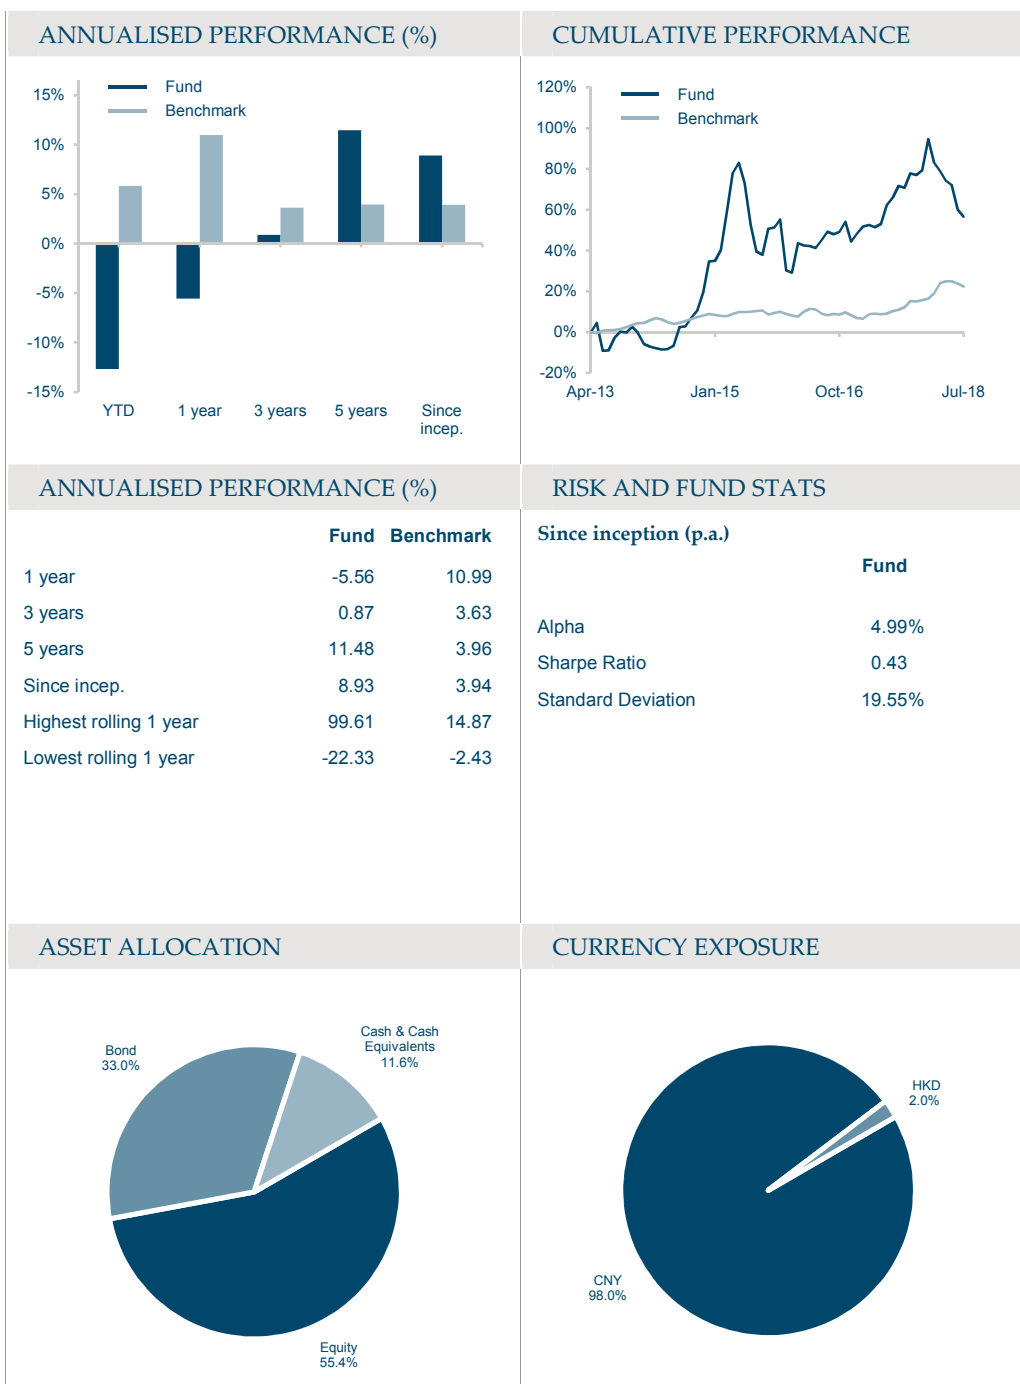 ANNUALISED PERFORMANCE (%)
15%
10%
5%
0%
-5%
-10%
-15%
Fund
Benchmark
YTD
1 year
3 years
5 years
Since
incep.
CUMULATIVE PERFORMANCE
120%
100%
80%
60%
40%
20%
0%
-20%
Fund
Benchmark
Apr-13
Jan-15
Oct-16
Jul-18
ANNUALISED PERFORMANCE (%)
Fund Benchmark
1 year -5.56 10.99
3 years 0.87 3.63
5 years 11.48 3.96
Since incep. 8.93 3.94
Highest rolling 1 year 99.61 14.87
Lowest rolling 1 year -22.33 -2.43
RISK AND FUND STATS
Since inception (p.a.)
Fund
Alpha 4.99%
Sharpe Ratio 0.43
Standard Deviation 19.55%
ASSET ALLOCATION
Bond
33.0%
Cash & Cash
Equivalents
11.6%
Equity
55.4%
CURRENCY EXPOSURE
HKD
2.0%
CNY
98.0%